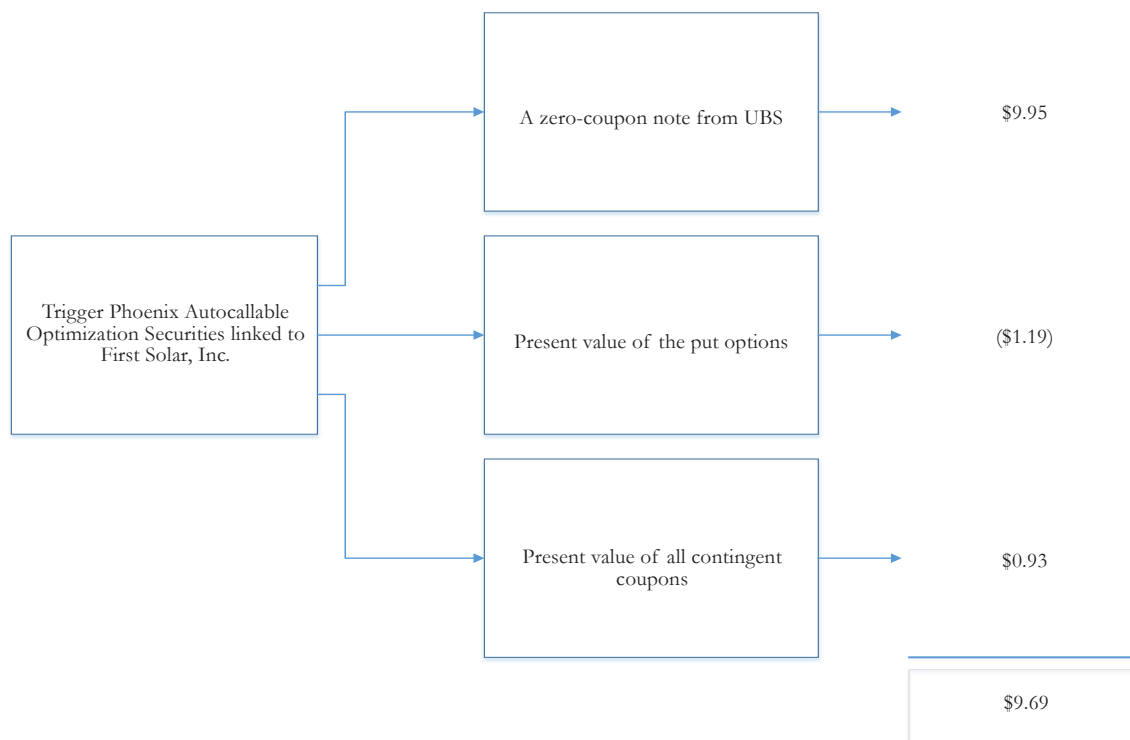 A zero-coupon note from UBS
$9.95
Trigger Phoenix Autocallable
Optimization Securities linked to
First Solar, Inc.
Present value of the put options
($1.19)
Present value of all contingent
coupons
$0.93
$9.69